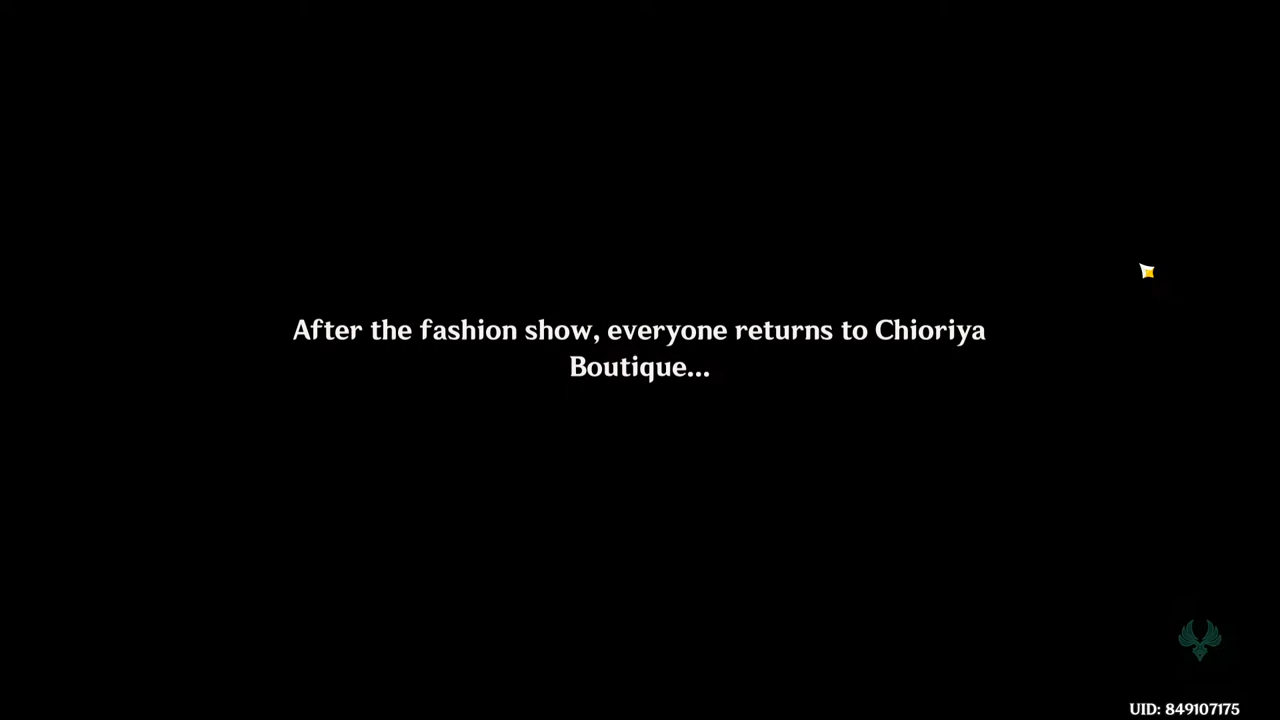 After the fashion show, everyone returns to Chioriya
Boutique...
UID: 849107175